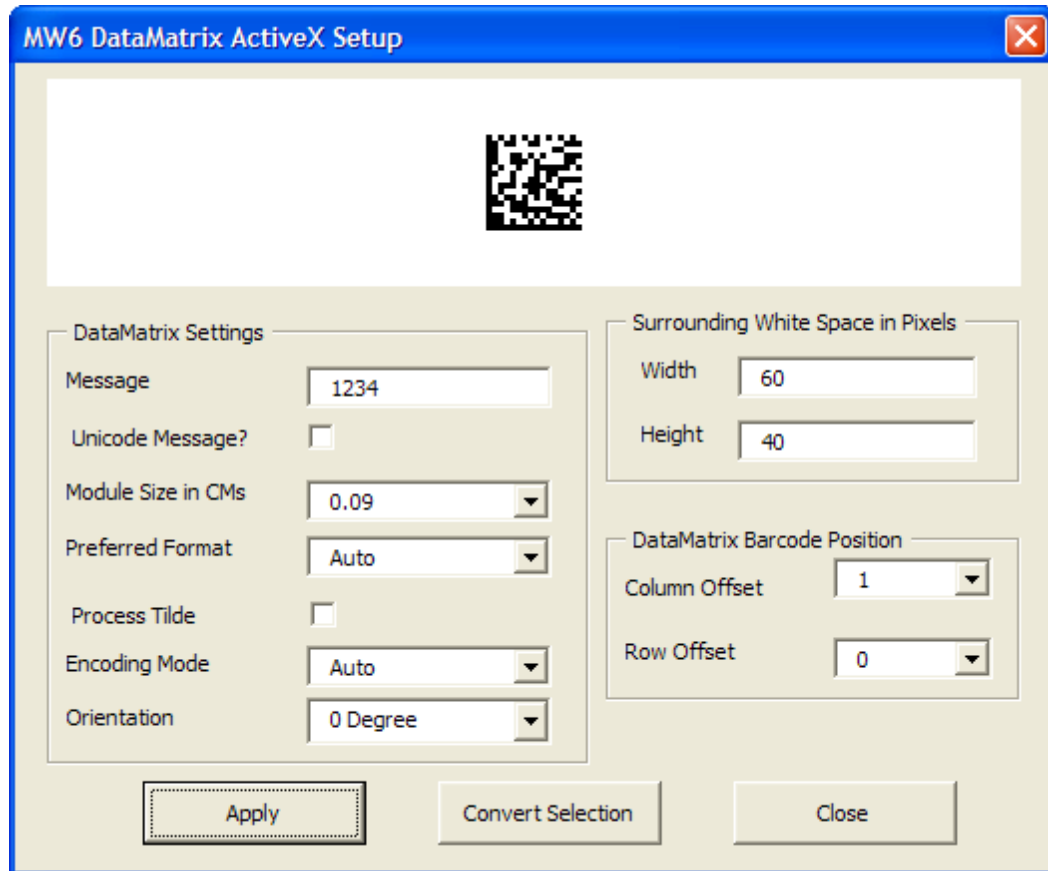 MW6 DataMatrix ActiveX Setup
DataMatrix Settings
Message 1234
Unicode Message?
Module Size in CMs 0.09
Preferred Format Auto
Process Tilde
Encoding Mode Auto
Orientation 0 Degree
Surrounding White Space in Pixels
Width 60
Height 40
DataMatrix Barcode Position
Column Offset 1
Row Offset 0
Apply Convert Selection Close